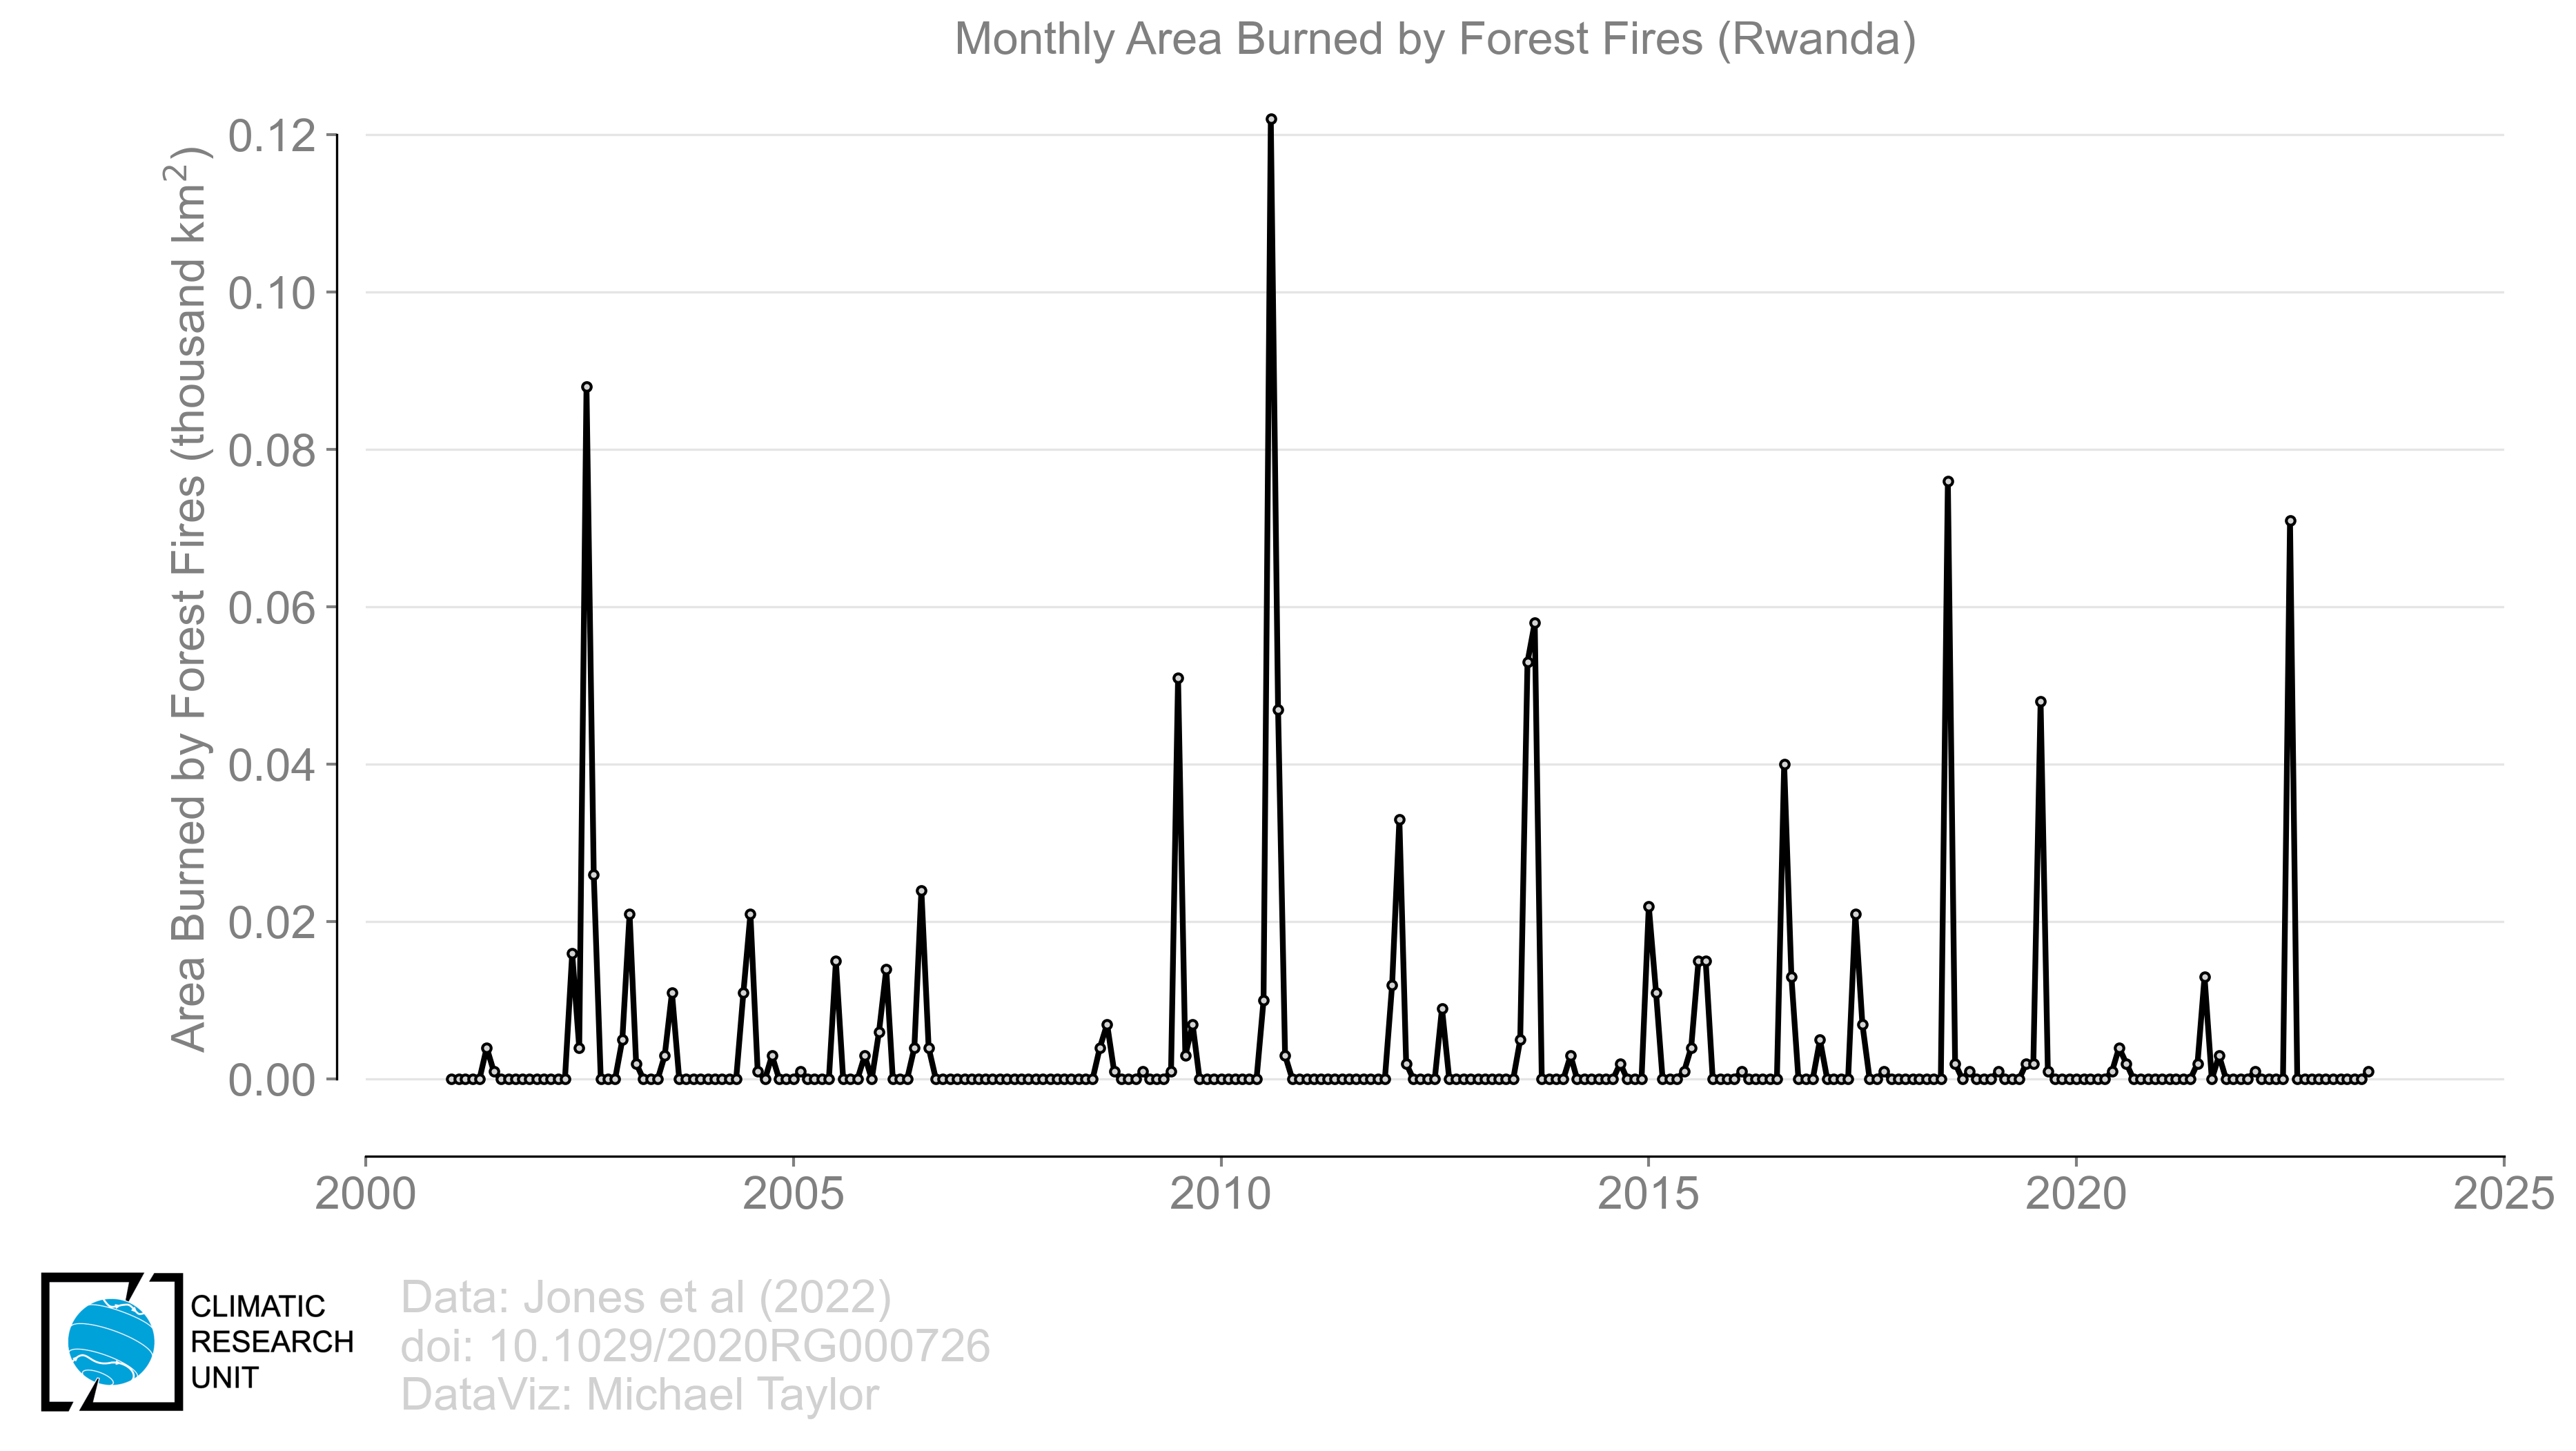 Monthly Area Burned by Forest Fires (Rwanda)
Area Burned by Forest Fires (thousand km²)
0.12
0.10
0.08
0.06
0.04
0.02
0.00
2000 2005 2010 2015 2020 2025
CLIMATIC
RESEARCH
UNIT
Data: Jones et al (2022)
doi: 10.1029/2020RG000726
DataViz: Michael Taylor